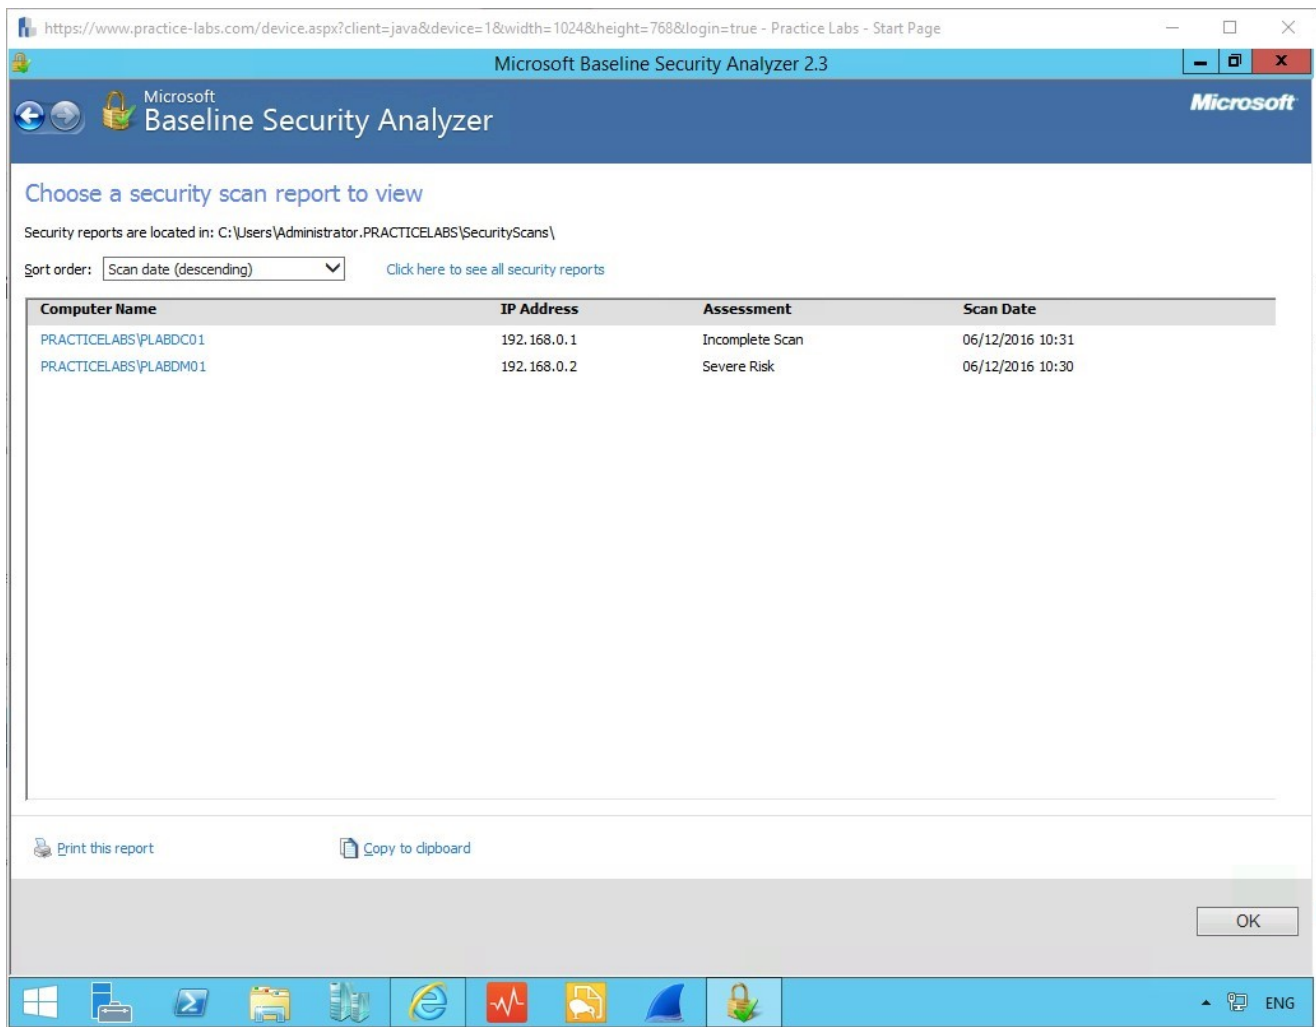 https://www.practice-labs.com/device.aspx?client=java&device=1&width=1024&height=768&login=true - Practice Labs - Start Page
Microsoft Baseline Security Analyzer 2.3
Microsoft
Baseline Security Analyzer
Microsoft
Choose a security scan report to view
Security reports are located in: C:\Users\Administrator.PRACTICELABS\SecurityScans\
Sort order: Scan date (descending) Click here to see all security reports
Computer Name IP Address Assessment Scan Date
PRACTICELABS\PLABDC01 192.168.0.1 Incomplete Scan 06/12/2016 10:31
PRACTICELABS\PLABDM01 192.168.0.2 Severe Risk 06/12/2016 10:30
Print this report Copy to clipboard
OK
ENG